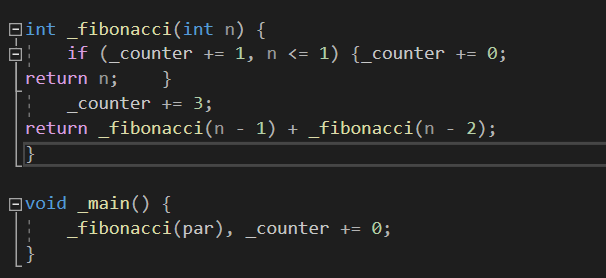 int _fibonacci(int n) {
if (_counter += 1, n <= 1) {_counter += 0;
return n;    }
_counter += 3;
return _fibonacci(n - 1) + _fibonacci(n - 2);
}
void _main() {
_fibonacci(par), _counter += 0;
}